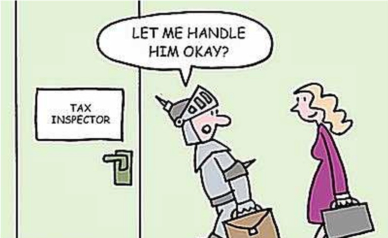 LET ME HANDLE
HIM OKAY?
TAX
INSPECTOR